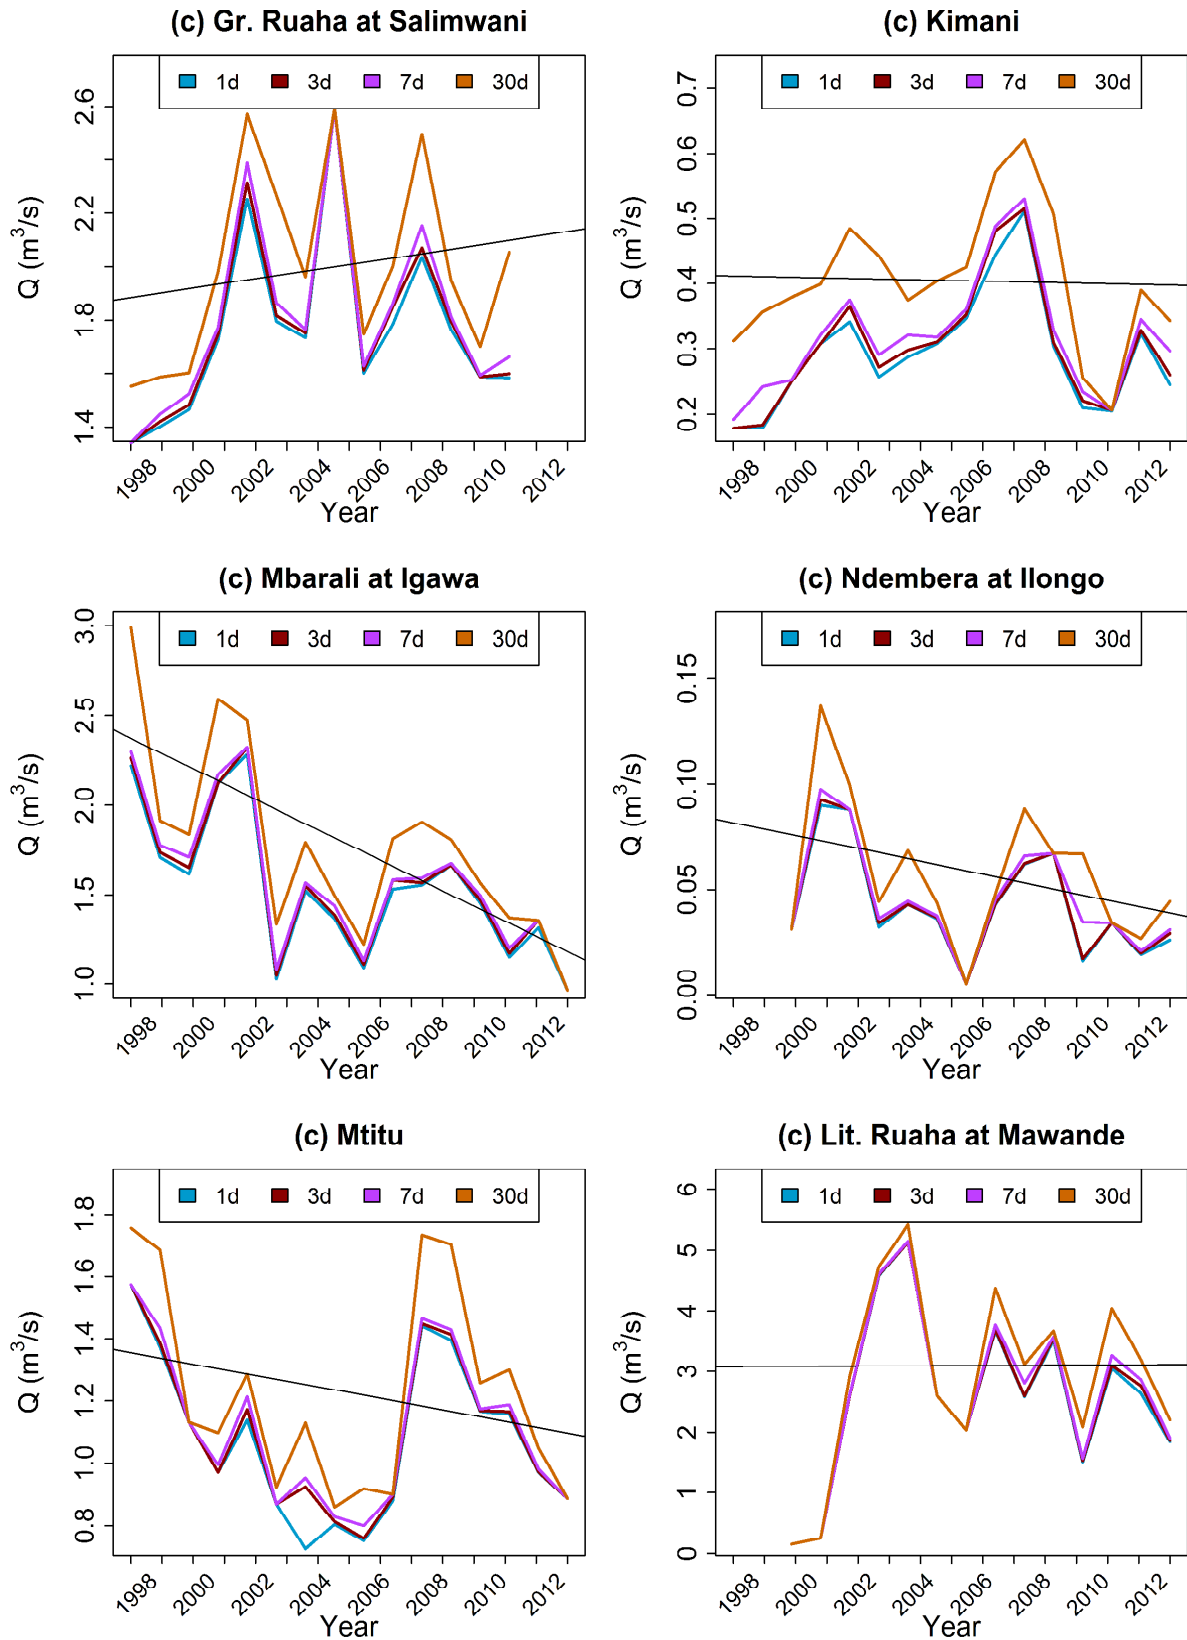 (c) Gr. Ruaha at Salimwani
1d 3d 7d 30d
Q (m³/s)
1.4 1.8 2.2 2.6
1998 2000 2002 2004 2006 2008 2010 2012
Year
(c) Kimani
1d 3d 7d 30d
Q (m³/s)
0.2 0.3 0.4 0.5 0.6 0.7
1998 2000 2002 2004 2006 2008 2010 2012
Year
(c) Mbarali at Igawa
1d 3d 7d 30d
Q (m³/s)
1.0 1.5 2.0 2.5 3.0
1998 2000 2002 2004 2006 2008 2010 2012
Year
(c) Ndembera at Ilongo
1d 3d 7d 30d
Q (m³/s)
0.00 0.05 0.10 0.15
1998 2000 2002 2004 2006 2008 2010 2012
Year
(c) Mtitu
1d 3d 7d 30d
Q (m³/s)
0.8 1.0 1.2 1.4 1.6 1.8
1998 2000 2002 2004 2006 2008 2010 2012
Year
(c) Lit. Ruaha at Mawande
1d 3d 7d 30d
Q (m³/s)
0 1 2 3 4 5 6
1998 2000 2002 2004 2006 2008 2010 2012
Year